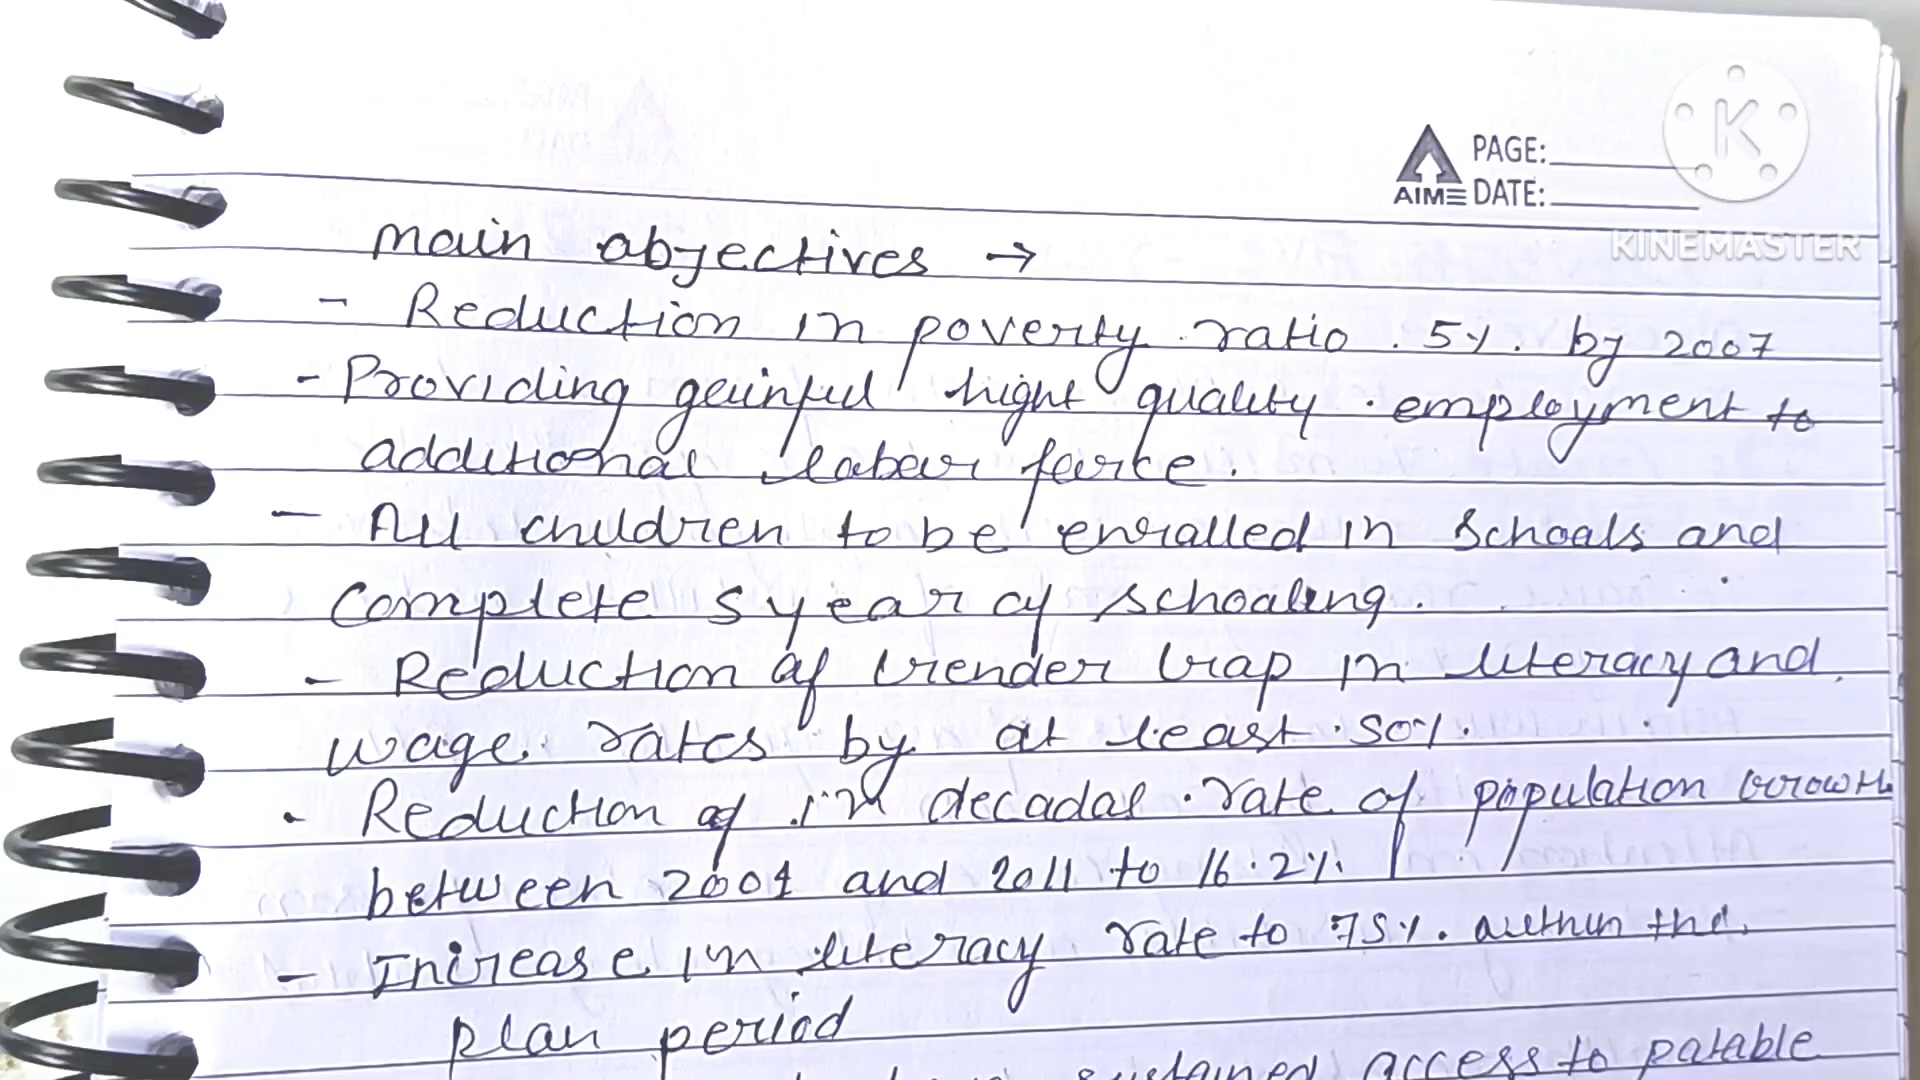 AIM PAGE:
DATE:
K
KINEMASTER
main objectives →
- Reduction in poverty ratio . 5% . by 2007
- Providing geinful hight quality . employment to
additional labour force.
- All children to be enrolled in schools and
Complete 5 year of schooling.
- Reduction of Gender Gap in literacy and
wage. rates by at least . 50% .
. Reduction of in decadal . rate of population Growth
between 2001 and 2011 to 16.2%
- Increase in literacy rate to 75% . within the
plan period
sustained access to patable